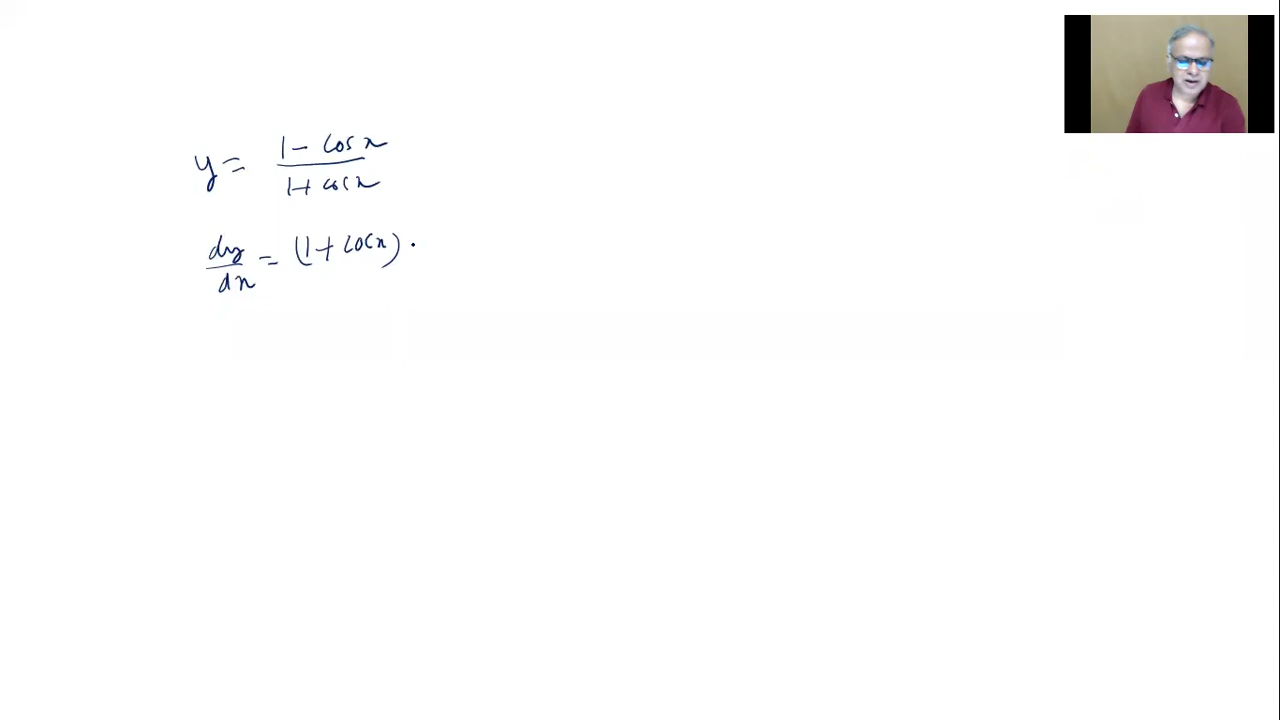 y = (1 - cos x)/(1 + cos x)
dy/dx = (1 + cos x) ·